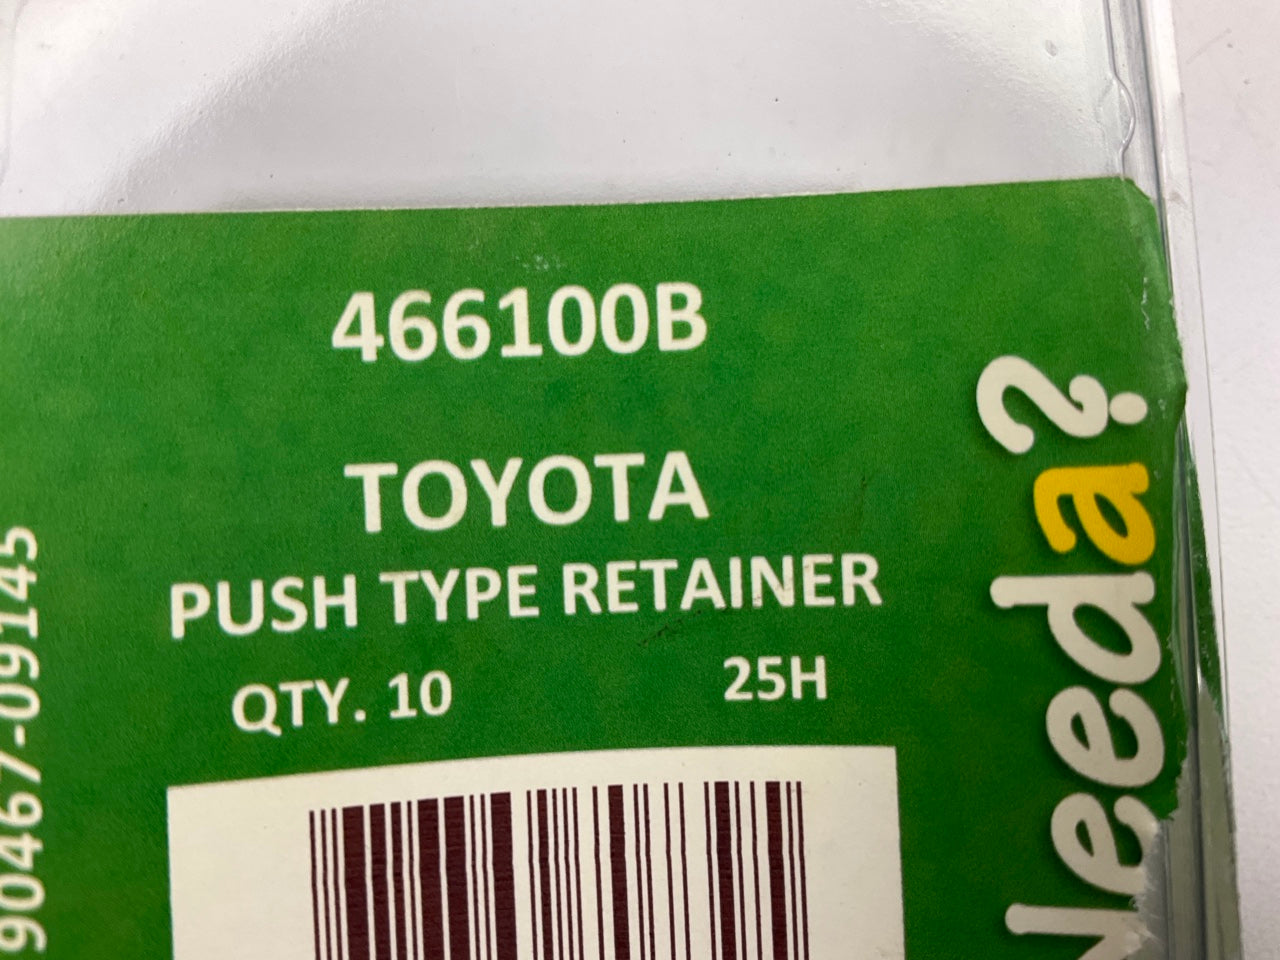 466100B
TOYOTA
PUSH TYPE RETAINER
QTY. 10 25H
90467-09145
Needa?